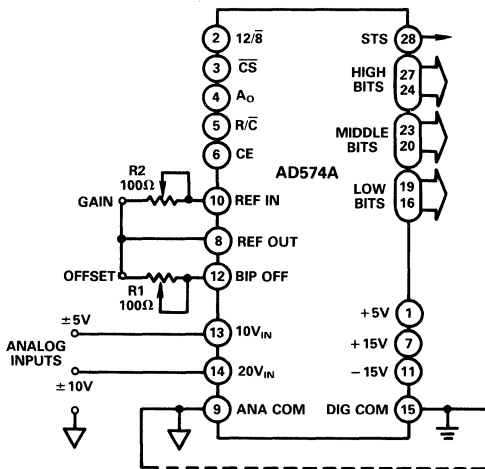 2 12/8̅
3 C̅S̅
4 A₀
5 R/C̅
6 CE
AD574A
STS 28
HIGH BITS 27 24
MIDDLE BITS 23 20
LOW BITS 19 16
R2
100Ω
GAIN
10 REF IN
8 REF OUT
OFFSET
12 BIP OFF
R1
100Ω
±5V
13 10VIN
ANALOG
INPUTS
14 20VIN
±10V
9 ANA COM
+5V 1
+15V 7
−15V 11
DIG COM 15